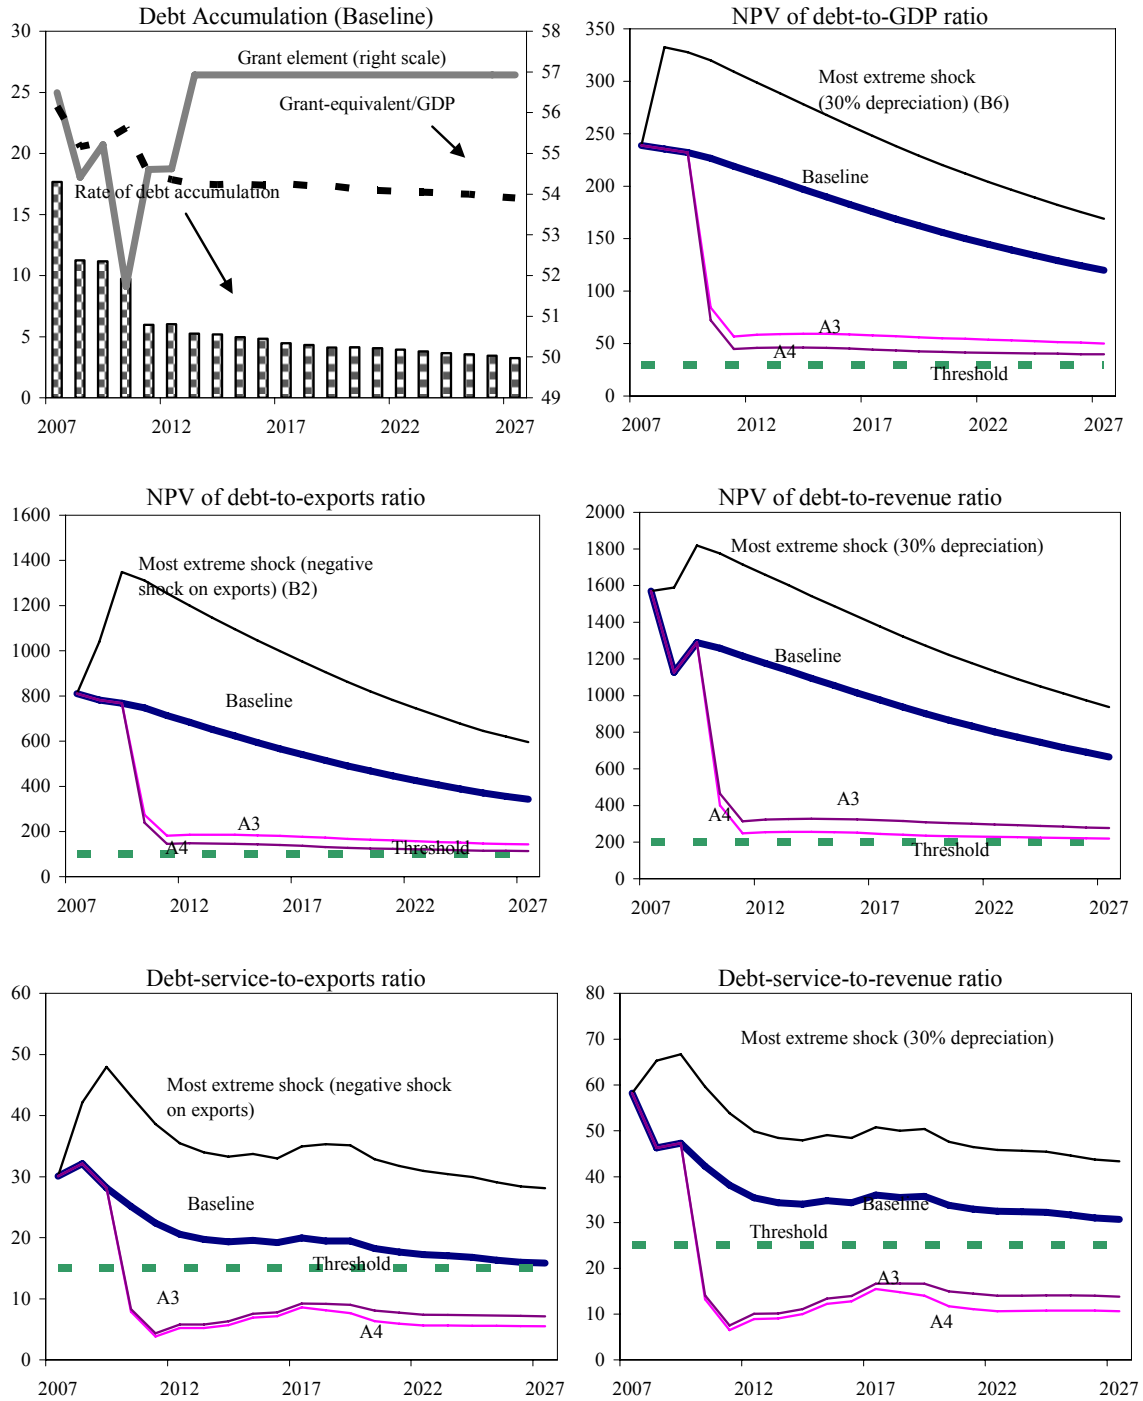 Debt Accumulation (Baseline)
30
25
20
15
10
5
0
58
57
56
55
54
53
52
51
50
49
Grant element (right scale)
Grant-equivalent/GDP
Rate of debt accumulation
2007 2012 2017 2022 2027
NPV of debt-to-GDP ratio
350
300
250
200
150
100
50
0
Most extreme shock
(30% depreciation) (B6)
Baseline
A3
A4
Threshold
2007 2012 2017 2022 2027
NPV of debt-to-exports ratio
1600
1400
1200
1000
800
600
400
200
0
Most extreme shock (negative
shock on exports) (B2)
Baseline
A3
A4
Threshold
2007 2012 2017 2022 2027
NPV of debt-to-revenue ratio
2000
1800
1600
1400
1200
1000
800
600
400
200
0
Most extreme shock (30% depreciation)
Baseline
A3
A4
Threshold
2007 2012 2017 2022 2027
Debt-service-to-exports ratio
60
50
40
30
20
10
0
Most extreme shock (negative shock
on exports)
Baseline
Threshold
A3
A4
2007 2012 2017 2022 2027
Debt-service-to-revenue ratio
80
70
60
50
40
30
20
10
0
Most extreme shock (30% depreciation)
Baseline
Threshold
A3
A4
2007 2012 2017 2022 2027